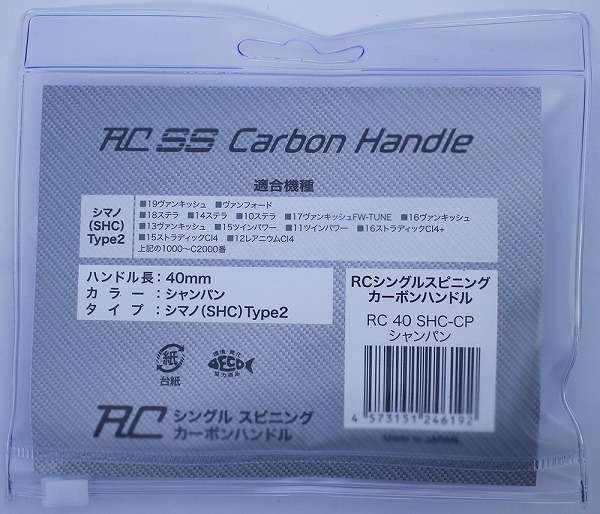 RC SS Carbon Handle
適合機種
シマノ
(SHC)
Type2
■19ヴァンキッシュ ■ヴァンフォード
■18ステラ ■14ステラ ■10ステラ ■17ヴァンキッシュFW-TUNE ■16ヴァンキッシュ
■13ヴァンキッシュ ■15ツインパワー ■11ツインパワー ■16ストラディックCI4+
■15ストラディックCI4 ■12レアニウムCI4
上記の1000～C2000番
ハンドル長：40mm
カラー：シャンパン
タイプ：シマノ(SHC)Type2
RCシングルスピニング
カーボンハンドル
RC 40 SHC-CP
シャンパン
4 573151 246192
Made in JAPAN
紙
台紙
環境・美化
ECO
協力商品
RC シングル スピニング
カーボンハンドル